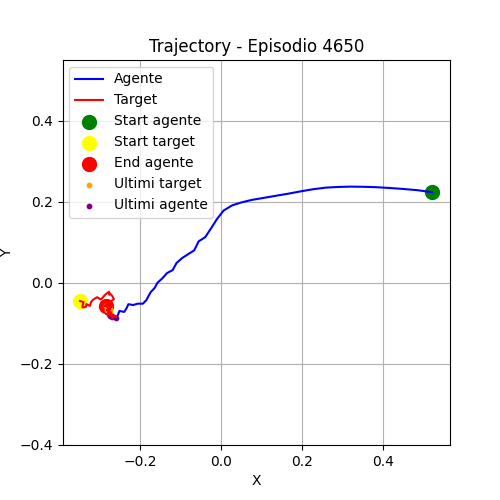 Trajectory - Episodio 4650
Agente
Target
Start agente
Start target
End agente
Ultimi target
Ultimi agente
0.4
0.2
0.0
−0.2
−0.4
Y
−0.2
0.0
0.2
0.4
X